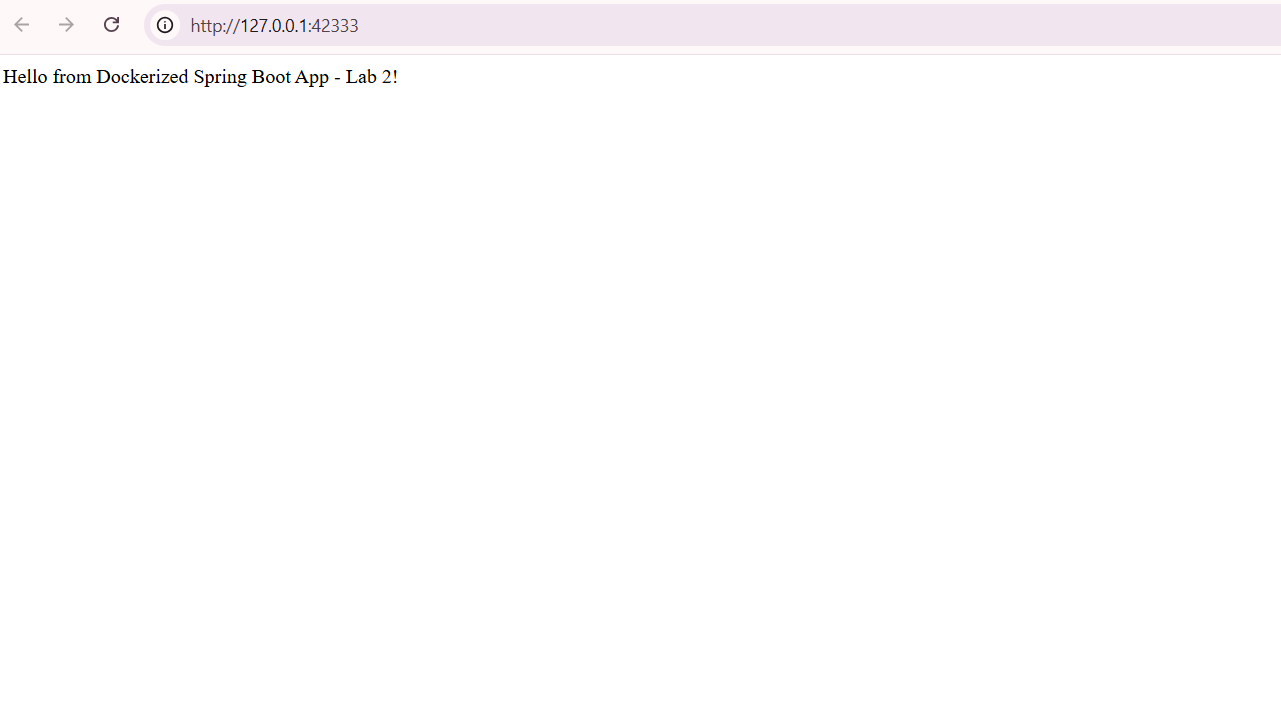 http://127.0.0.1:42333
Hello from Dockerized Spring Boot App - Lab 2!